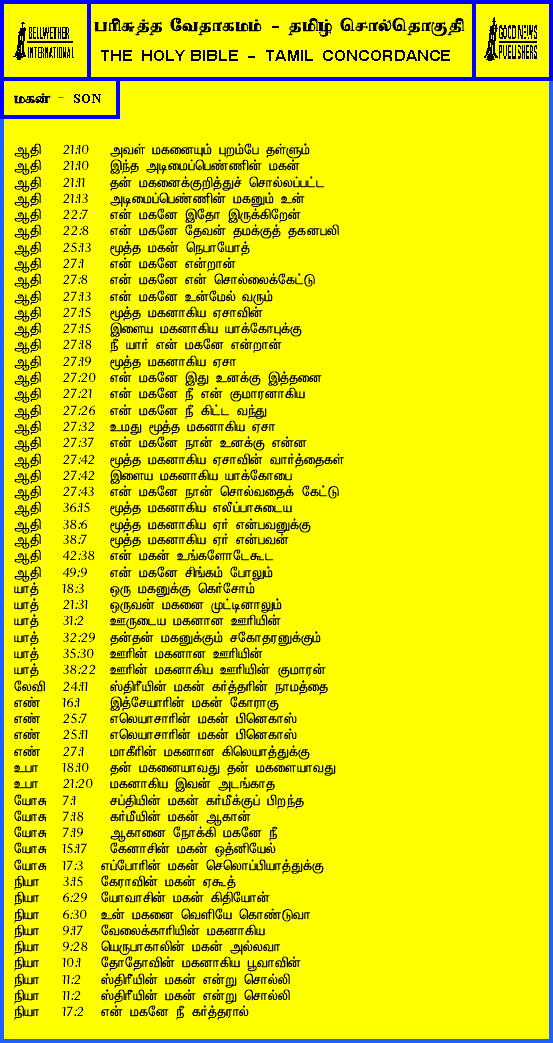 BELLWETHER
INTERNATIONAL
பரிசுத்த வேதாகமம் - தமிழ் சொல்தொகுதி
THE HOLY BIBLE - TAMIL CONCORDANCE
GOOD NEWS
PUBLISHERS
மகன் - SON
ஆதி 21:10 அவள் மகனையும் புறம்பே தள்ளும்
ஆதி 21:10 இந்த அடிமைப்பெண்ணின் மகன்
ஆதி 21:11 தன் மகனைக்குறித்துச் சொல்லப்பட்ட
ஆதி 21:13 அடிமைப்பெண்ணின் மகனும் உன்
ஆதி 22:7 என் மகனே இதோ இருக்கிறேன்
ஆதி 22:8 என் மகனே தேவன் தமக்குத் தகனபலி
ஆதி 25:13 மூத்த மகன் நெபாயோத்
ஆதி 27:1 என் மகனே என்றான்
ஆதி 27:8 என் மகனே என் சொல்லைக்கேட்டு
ஆதி 27:13 என் மகனே உன்மேல் வரும்
ஆதி 27:15 மூத்த மகனாகிய ஏசாவின்
ஆதி 27:15 இளைய மகனாகிய யாக்கோபுக்கு
ஆதி 27:18 நீ யார் என் மகனே என்றான்
ஆதி 27:19 மூத்த மகனாகிய ஏசா
ஆதி 27:20 என் மகனே இது உனக்கு இத்தனை
ஆதி 27:21 என் மகனே நீ என் குமாரனாகிய
ஆதி 27:26 என் மகனே நீ கிட்ட வந்து
ஆதி 27:32 உமது மூத்த மகனாகிய ஏசா
ஆதி 27:37 என் மகனே நான் உனக்கு என்ன
ஆதி 27:42 மூத்த மகனாகிய ஏசாவின் வார்த்தைகள்
ஆதி 27:42 இளைய மகனாகிய யாக்கோபை
ஆதி 27:43 என் மகனே நான் சொல்வதைக் கேட்டு
ஆதி 36:15 மூத்த மகனாகிய எலீப்பாசுடைய
ஆதி 38:6 மூத்த மகனாகிய ஏர் என்பவனுக்கு
ஆதி 38:7 மூத்த மகனாகிய ஏர் என்பவன்
ஆதி 42:38 என் மகன் உங்களோடேகூட
ஆதி 49:9 என் மகனே சிங்கம் போலும்
யாத் 18:3 ஒரு மகனுக்கு கெர்சோம்
யாத் 21:31 ஒருவன் மகனை முட்டினாலும்
யாத் 31:2 ஊருடைய மகனான ஊரியின்
யாத் 32:29 தன்தன் மகனுக்கும் சகோதரனுக்கும்
யாத் 35:30 ஊரின் மகனான ஊரியின்
யாத் 38:22 ஊரின் மகனாகிய ஊரியின் குமாரன்
லேவி 24:11 ஸ்திரீயின் மகன் கர்த்தரின் நாமத்தை
எண் 16:1 இத்சேயாரின் மகன் கோராகு
எண் 25:7 எலெயாசாரின் மகன் பினெகாஸ்
எண் 25:11 எலெயாசாரின் மகன் பினெகாஸ்
எண் 27:1 மாகீரின் மகனான கிலெயாத்துக்கு
உபா 18:10 தன் மகனையாவது தன் மகளையாவது
உபா 21:20 மகனாகிய இவன் அடங்காத
யோசு 7:1 சப்தியின் மகன் கர்மீக்குப் பிறந்த
யோசு 7:18 கர்மீயின் மகன் ஆகான்
யோசு 7:19 ஆகானை நோக்கி மகனே நீ
யோசு 15:17 கேனாசின் மகன் ஒத்னியேல்
யோசு 17:3 எப்போரின் மகன் செலொப்பியாத்துக்கு
நியா 3:15 கேராவின் மகன் ஏகூத்
நியா 6:29 யோவாசின் மகன் கிதியோன்
நியா 6:30 உன் மகனை வெளியே கொண்டுவா
நியா 9:17 வேலைக்காரியின் மகனாகிய
நியா 9:28 யெருபாகாலின் மகன் அல்லவா
நியா 10:1 தோதோவின் மகனாகிய பூவாவின்
நியா 11:2 ஸ்திரீயின் மகன் என்று சொல்லி
நியா 11:2 ஸ்திரீயின் மகன் என்று சொல்லி
நியா 17:2 என் மகனே நீ கர்த்தரால்